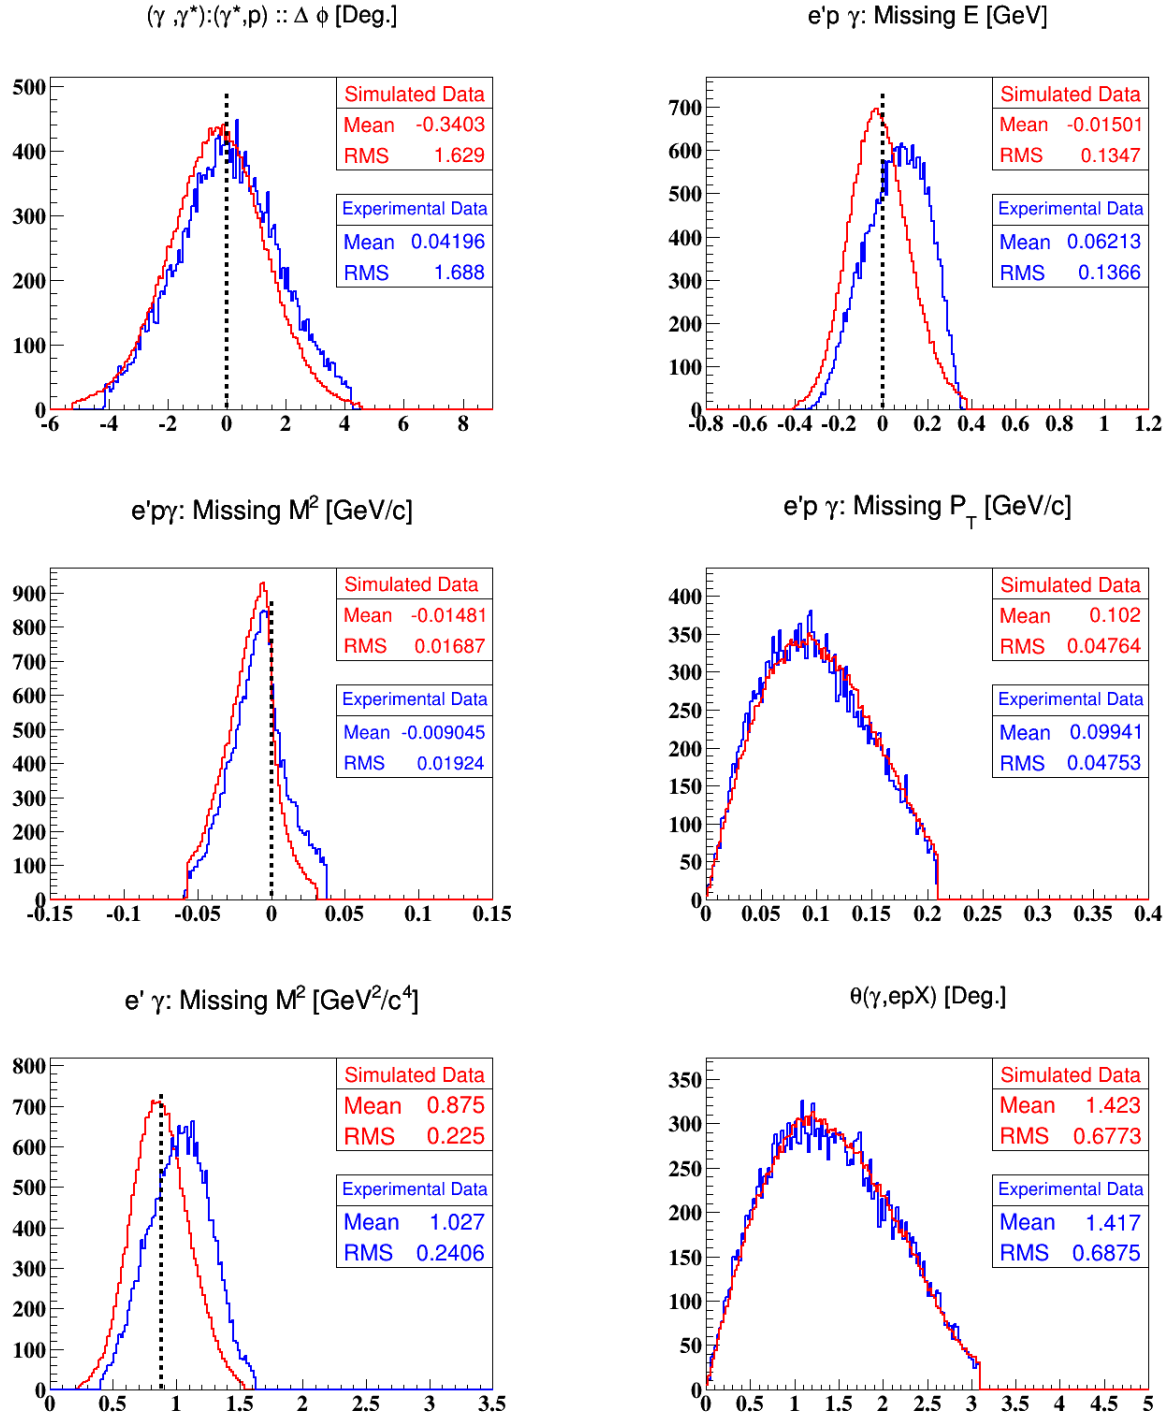 (γ ,γ*):(γ*,p) :: Δ ϕ [Deg.]
500
400
300
200
100
0
-6 -4 -2 0 2 4 6 8
Simulated Data
Mean -0.3403
RMS 1.629
Experimental Data
Mean 0.04196
RMS 1.688
e'p γ: Missing E [GeV]
700
600
500
400
300
200
100
0
-0.8 -0.6 -0.4 -0.2 0 0.2 0.4 0.6 0.8 1 1.2
Simulated Data
Mean -0.01501
RMS 0.1347
Experimental Data
Mean 0.06213
RMS 0.1366
e'pγ: Missing M² [GeV/c]
900
800
700
600
500
400
300
200
100
0
-0.15 -0.1 -0.05 0 0.05 0.1 0.15
Simulated Data
Mean -0.01481
RMS 0.01687
Experimental Data
Mean -0.009045
RMS 0.01924
e'p γ: Missing P_T [GeV/c]
400
350
300
250
200
150
100
50
0
0 0.05 0.1 0.15 0.2 0.25 0.3 0.35 0.4
Simulated Data
Mean 0.102
RMS 0.04764
Experimental Data
Mean 0.09941
RMS 0.04753
e' γ: Missing M² [GeV²/c⁴]
800
700
600
500
400
300
200
100
0
0 0.5 1 1.5 2 2.5 3 3.5
Simulated Data
Mean 0.875
RMS 0.225
Experimental Data
Mean 1.027
RMS 0.2406
θ(γ,epX) [Deg.]
350
300
250
200
150
100
50
0
0 0.5 1 1.5 2 2.5 3 3.5 4 4.5 5
Simulated Data
Mean 1.423
RMS 0.6773
Experimental Data
Mean 1.417
RMS 0.6875